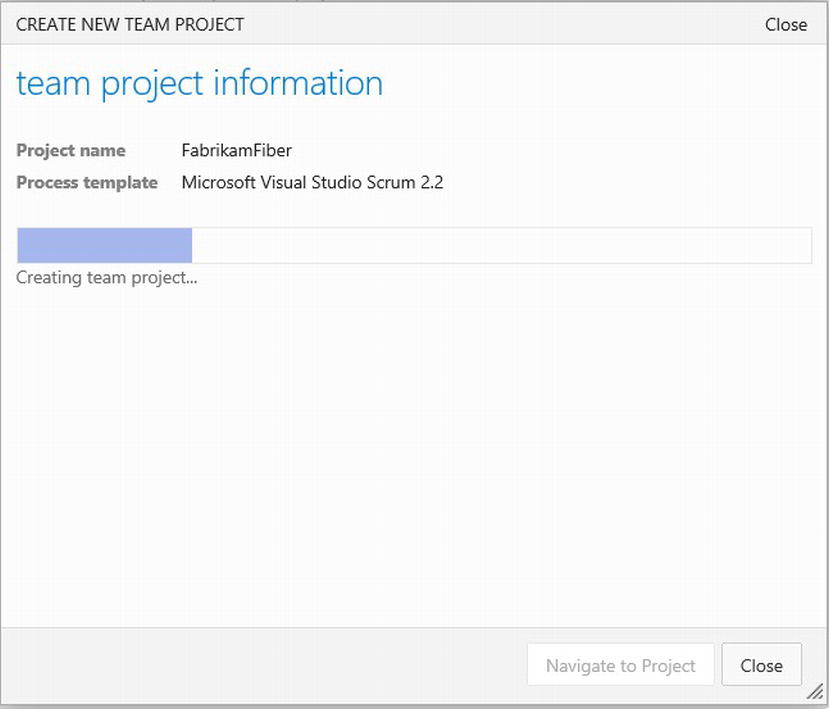 CREATE NEW TEAM PROJECT Close
team project information
Project name FabrikamFiber
Process template Microsoft Visual Studio Scrum 2.2
Creating team project...
Navigate to Project Close